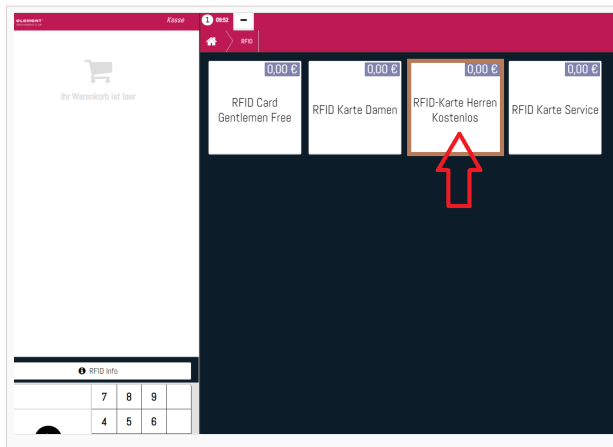 ELEMENT
Kasse
1 08:52
RFID
Ihr Warenkorb ist leer
0,00 €
RFID Card
Gentlemen Free
0,00 €
RFID Karte Damen
0,00 €
RFID-Karte Herren
Kostenlos
0,00 €
RFID Karte Service
RFID Info
7 8 9
4 5 6